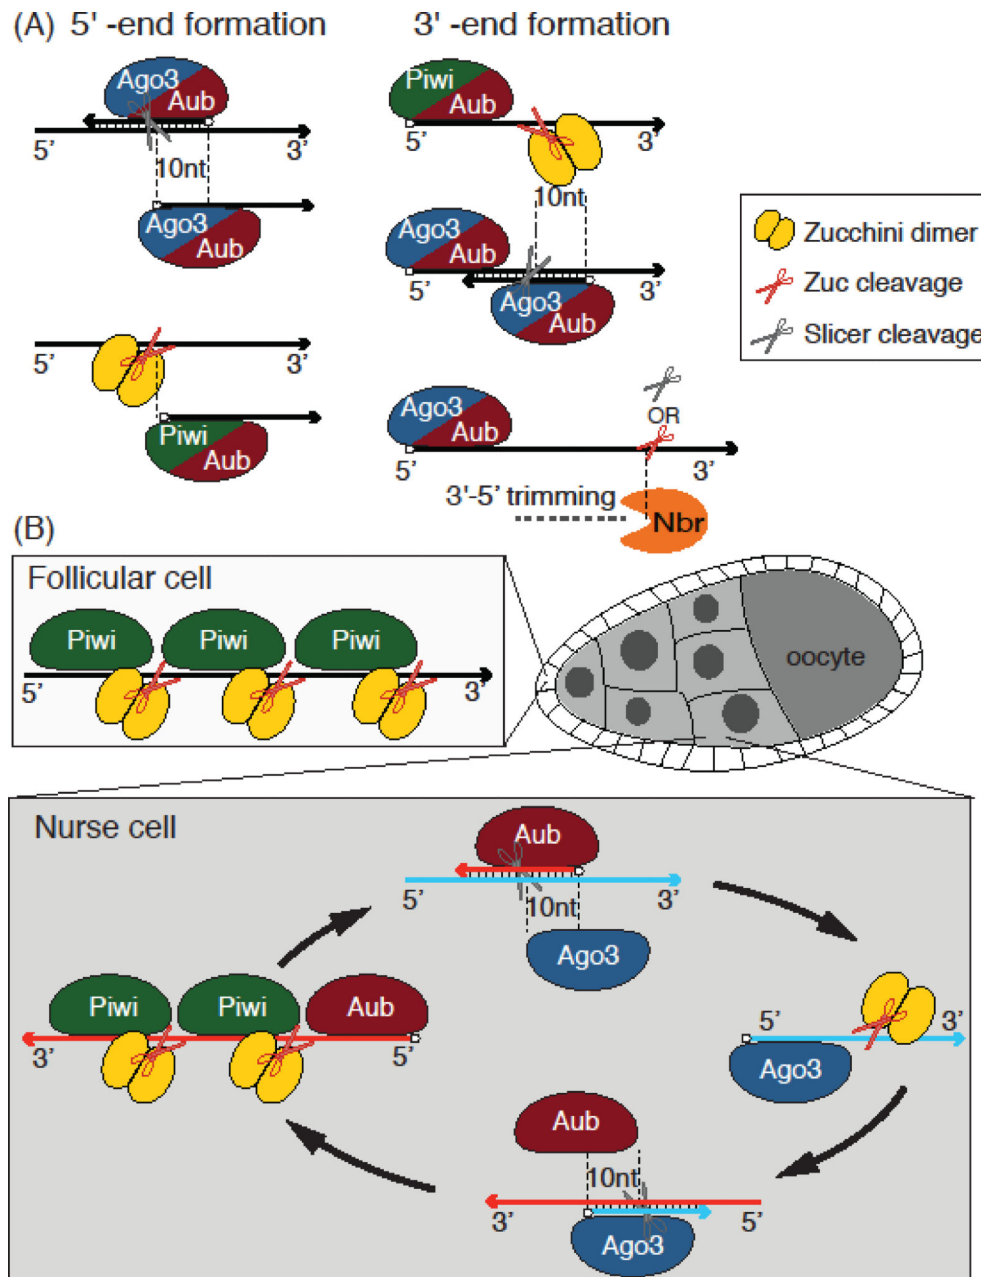 (A) 5' -end formation
3' -end formation
Ago3
Aub
5'
3'
10nt
Ago3
Aub
5'
3'
Piwi
Aub
Piwi
Aub
5'
3'
10nt
Ago3
Aub
5'
3'
Ago3
Aub
OR
Ago3
Aub
5'
3'
3'-5' trimming
Nbr
Zucchini dimer
Zuc cleavage
Slicer cleavage
(B)
Follicular cell
Piwi Piwi Piwi
5'
3'
oocyte
Nurse cell
Aub
5'
3'
10nt
Ago3
Piwi Piwi Aub
3'
5'
5'
3'
Ago3
Aub
10nt
3'
5'
Ago3